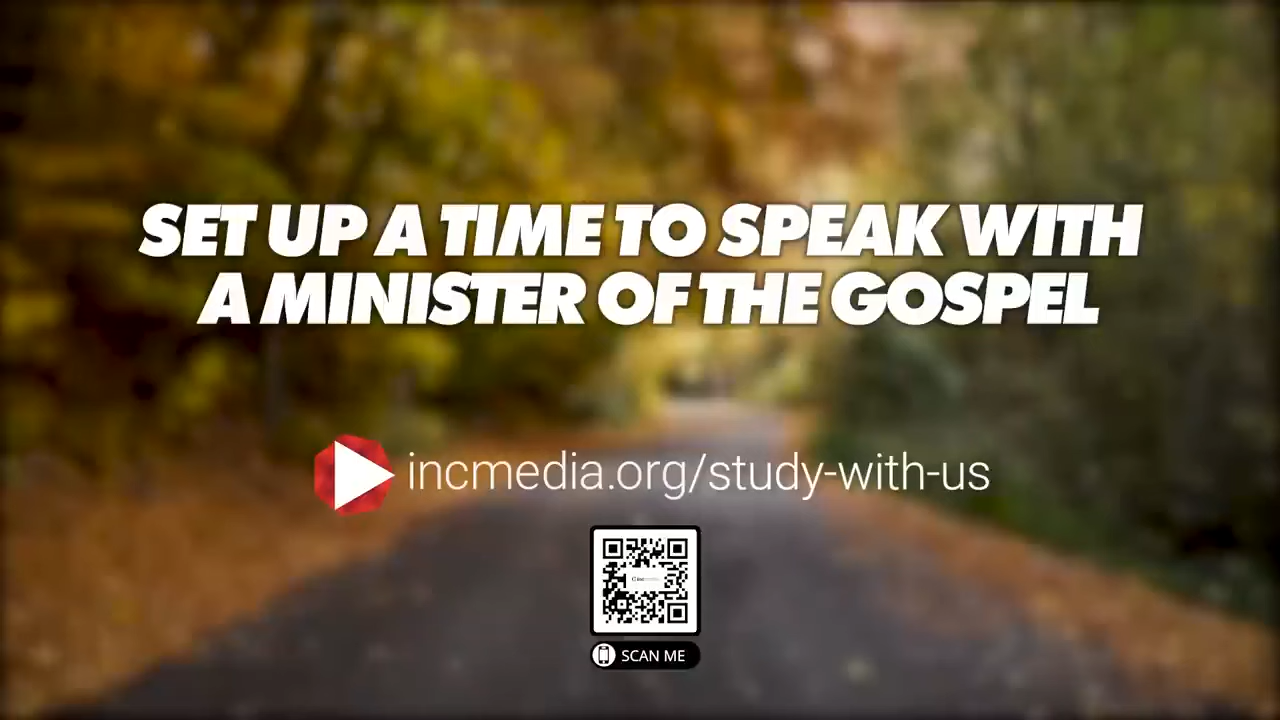 SET UP A TIME TO SPEAK WITH
A MINISTER OF THE GOSPEL
incmedia.org/study-with-us
SCAN ME